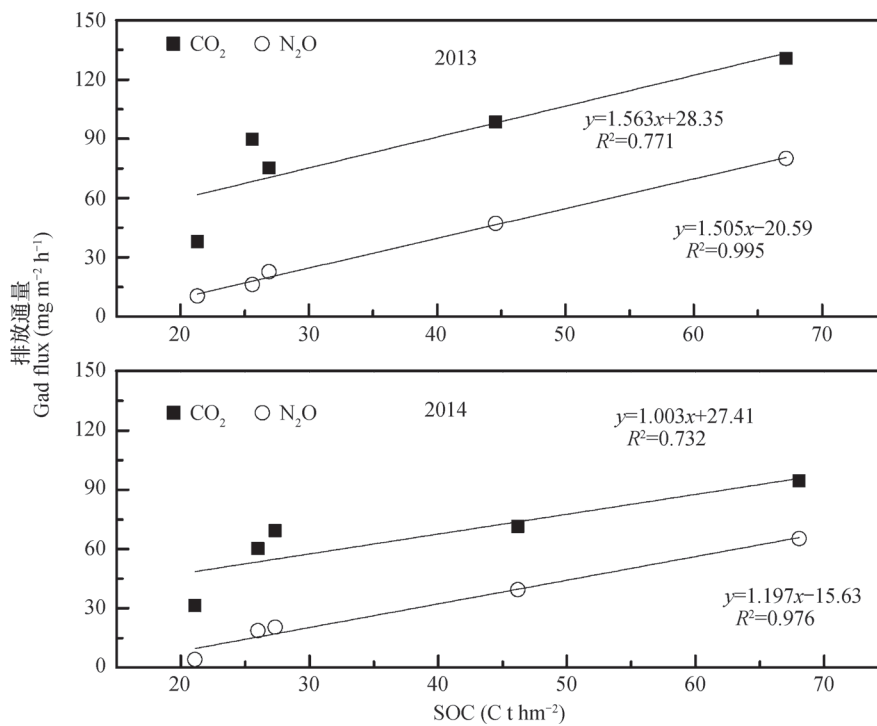 150
120
90
60
30
0
CO₂ N₂O
2013
y=1.563x+28.35
R²=0.771
y=1.505x−20.59
R²=0.995
20 30 40 50 60 70
排放通量
Gad flux (mg m⁻² h⁻¹)
150
120
90
60
30
0
CO₂ N₂O
2014
y=1.003x+27.41
R²=0.732
y=1.197x−15.63
R²=0.976
20 30 40 50 60 70
SOC (C t hm⁻²)